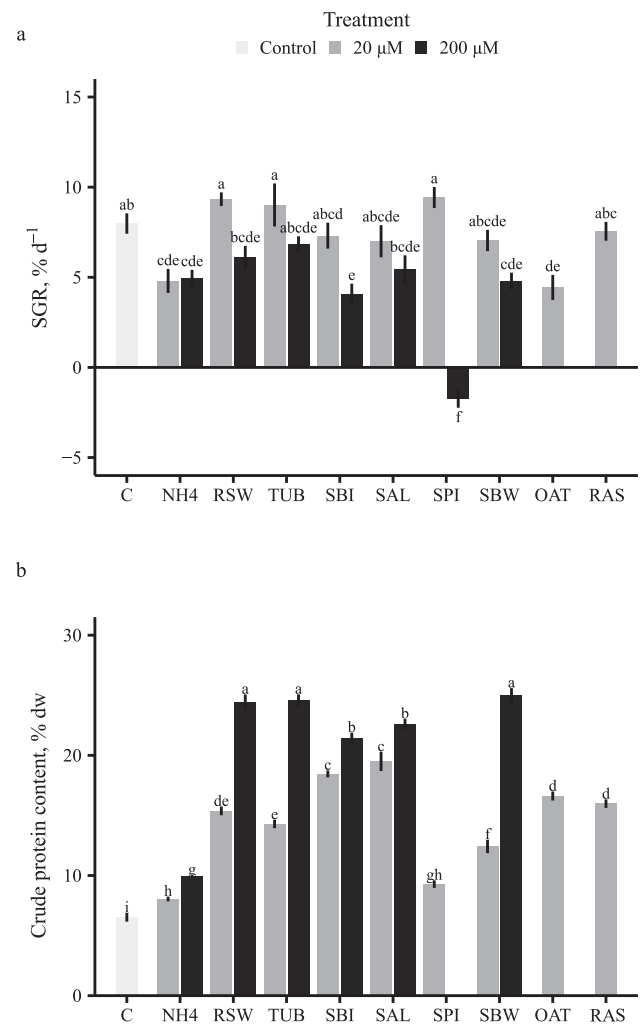 Treatment
a
Control 20 µM 200 µM
15
10
5
0
−5
SGR, % d−1
ab
cde cde
a
bcde
a
abcde
abcd
e
abcde
bcde
a
f
abcde
cde
de
abc
C NH4 RSW TUB SBI SAL SPI SBW OAT RAS
b
30
20
10
0
Crude protein content, % dw
i
h
g
de
a
e
a
c
b
c
b
gh
f
a
d
d
C NH4 RSW TUB SBI SAL SPI SBW OAT RAS